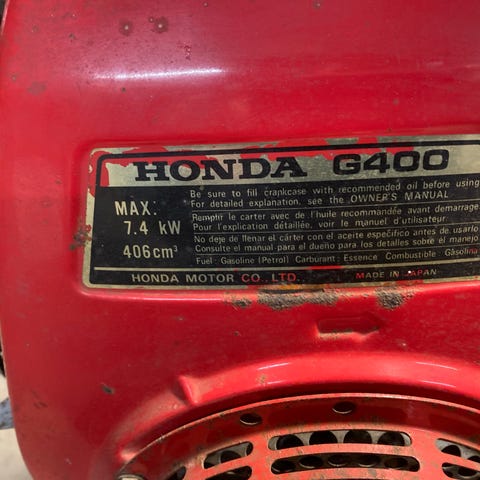 HONDA G400
MAX.
7.4 kW
406cm³
Be sure to fill crankcase with recommended oil before using
For detailed explanation, see the OWNER'S MANUAL
Remplir le carter avec de l'huile recommandée avant demarrage
Pour l'explication détaillée, voir le manuel d'utilisateur.
No deje de llenar el cárter con el aceite específico antes de usarlo
Consulte el manual para el dueño para los detalles sobre el manejo
Fuel: Gasoline (Petrol) Carburant: Essence Combustible Gasolina
HONDA MOTOR CO., LTD. MADE IN JAPAN